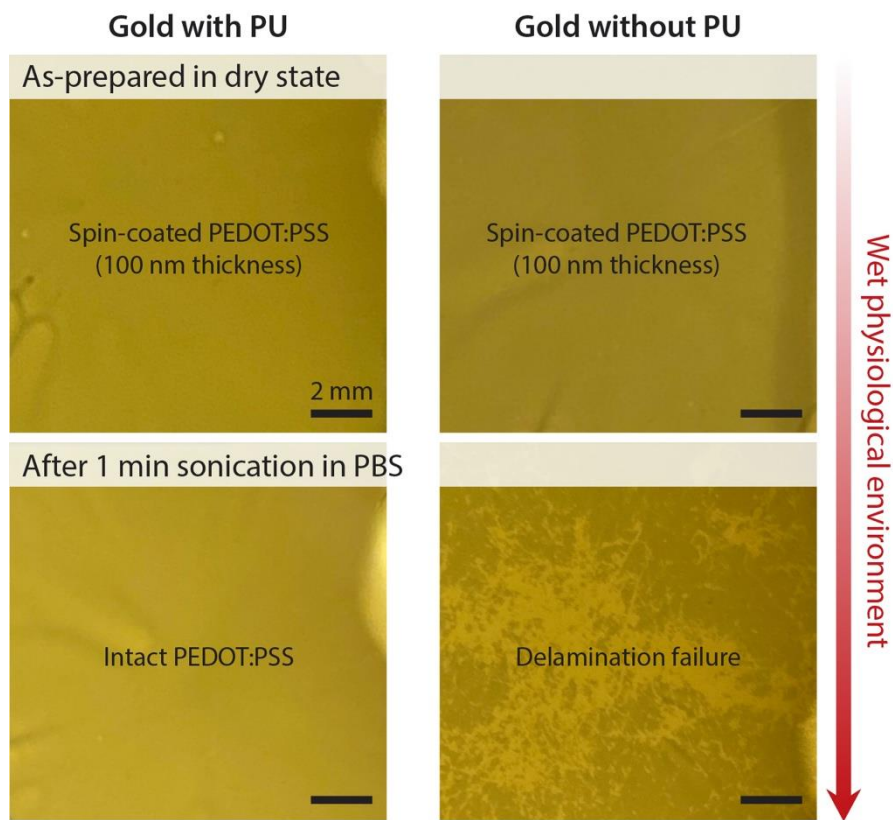 Gold with PU
Gold without PU
As-prepared in dry state
Spin-coated PEDOT:PSS
(100 nm thickness)
2 mm
Spin-coated PEDOT:PSS
(100 nm thickness)
After 1 min sonication in PBS
Intact PEDOT:PSS
Delamination failure
Wet physiological environment